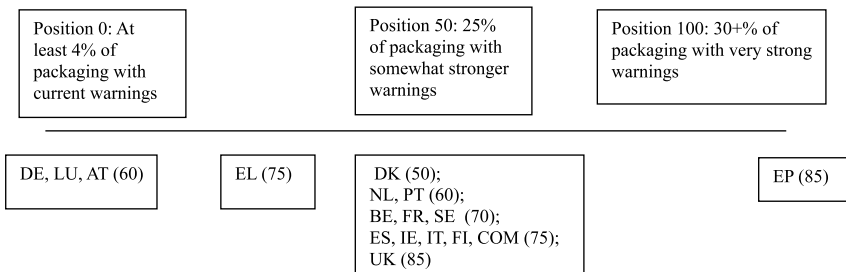 Position 0: At
least 4% of
packaging with
current warnings
Position 50: 25%
of packaging with
somewhat stronger
warnings
Position 100: 30+% of
packaging with very strong
warnings
DE, LU, AT (60)
EL (75)
DK (50);
NL, PT (60);
BE, FR, SE (70);
ES, IE, IT, FI, COM (75);
UK (85)
EP (85)